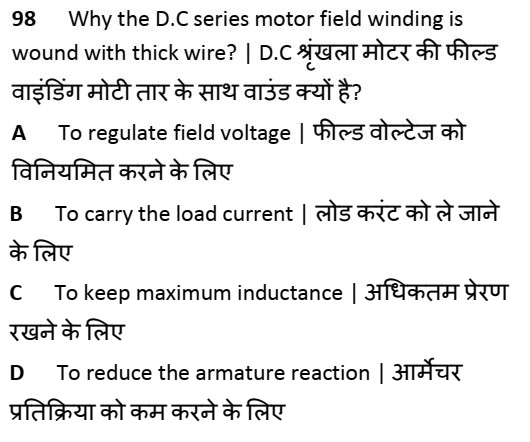 98 Why the D.C series motor field winding is
wound with thick wire? | D.C श्रृंखला मोटर की फील्ड
वाइंडिंग मोटी तार के साथ वाउंड क्यों है?
A To regulate field voltage | फील्ड वोल्टेज को
विनियमित करने के लिए
B To carry the load current | लोड करंट को ले जाने
के लिए
C To keep maximum inductance | अधिकतम प्रेरण
रखने के लिए
D To reduce the armature reaction | आर्मेचर
प्रतिक्रिया को कम करने के लिए